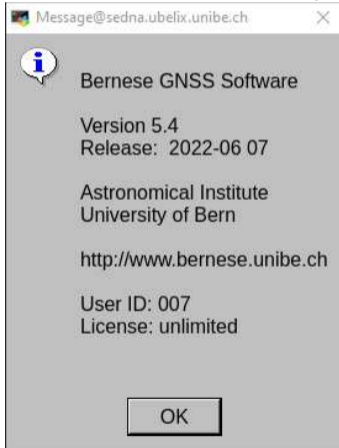 Message@sedna.ubelix.unibe.ch
Bernese GNSS Software
Version 5.4
Release: 2022-06 07
Astronomical Institute
University of Bern
http://www.bernese.unibe.ch
User ID: 007
License: unlimited
OK